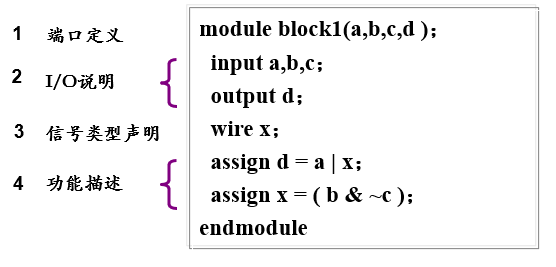 1 端口定义 module block1(a,b,c,d );
2 I/O说明 input a,b,c;
output d;
3 信号类型声明 wire x;
assign d = a | x;
4 功能描述 assign x = ( b & ~c );
endmodule